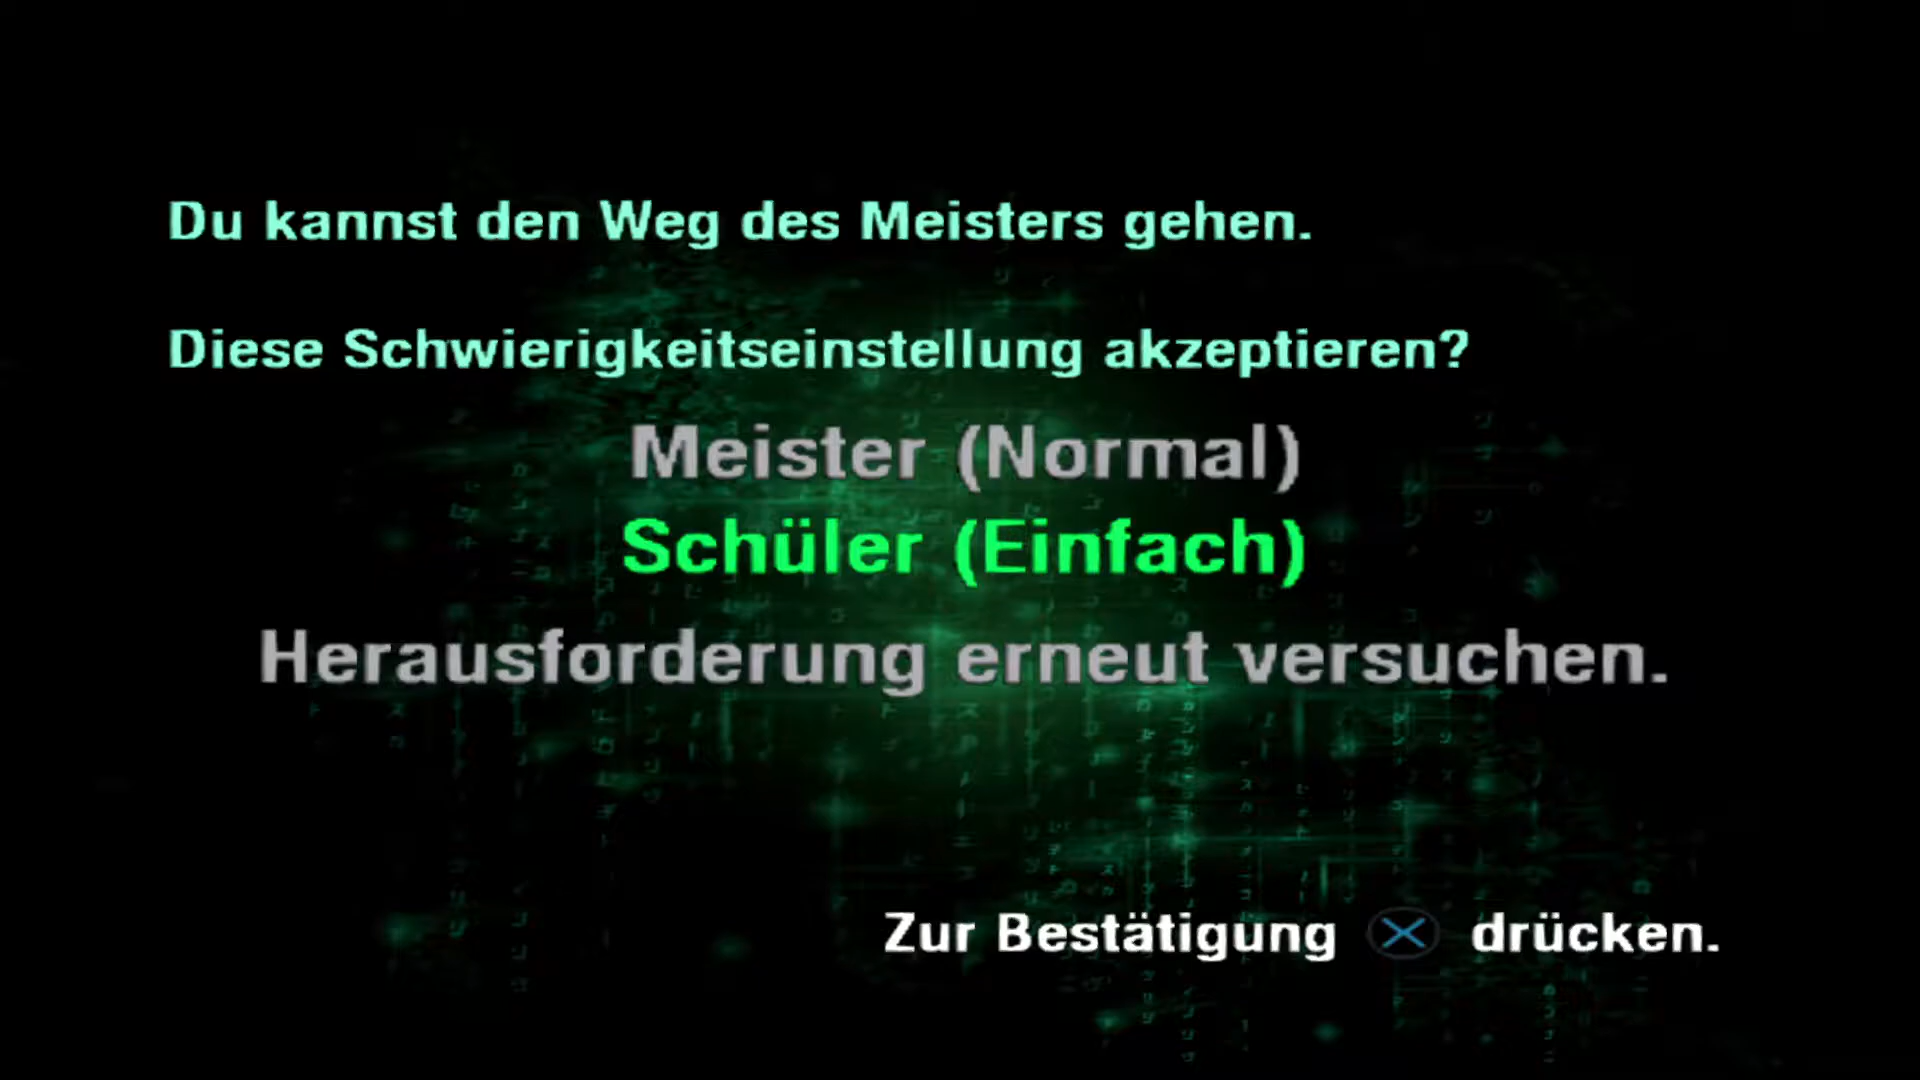 Du kannst den Weg des Meisters gehen.
Diese Schwierigkeitseinstellung akzeptieren?
Meister (Normal)
Schüler (Einfach)
Herausforderung erneut versuchen.
Zur Bestätigung drücken.